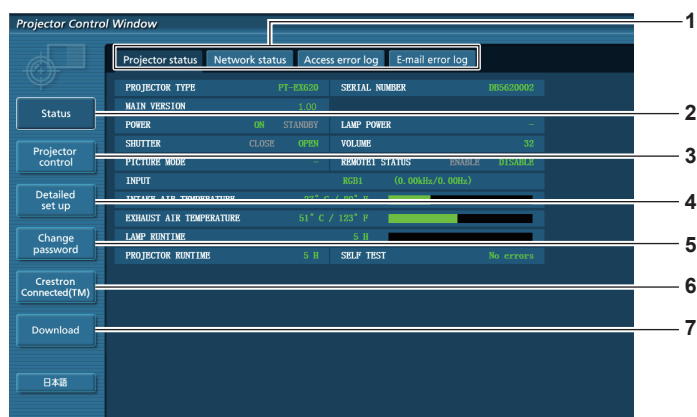 Projector Control Window
1
Projector status Network status Access error log E-mail error log
PROJECTOR TYPE PT-EX620 SERIAL NUMBER DB5620002
MAIN VERSION 1.00
Status
2
POWER ON STANDBY LAMP POWER -
SHUTTER CLOSE OPEN VOLUME 32
Projector control
3
PICTURE MODE - REMOTE1 STATUS ENABLE DISABLE
INPUT RGB1 (0.00kHz/0.00Hz)
Detailed set up
4
INTAKE AIR TEMPERATURE
EXHAUST AIR TEMPERATURE 51° C / 123° F
Change password
5
LAMP RUNTIME 5 H
PROJECTOR RUNTIME 5 H SELF TEST No errors
Crestron Connected(TM)
6
Download
7
日本語